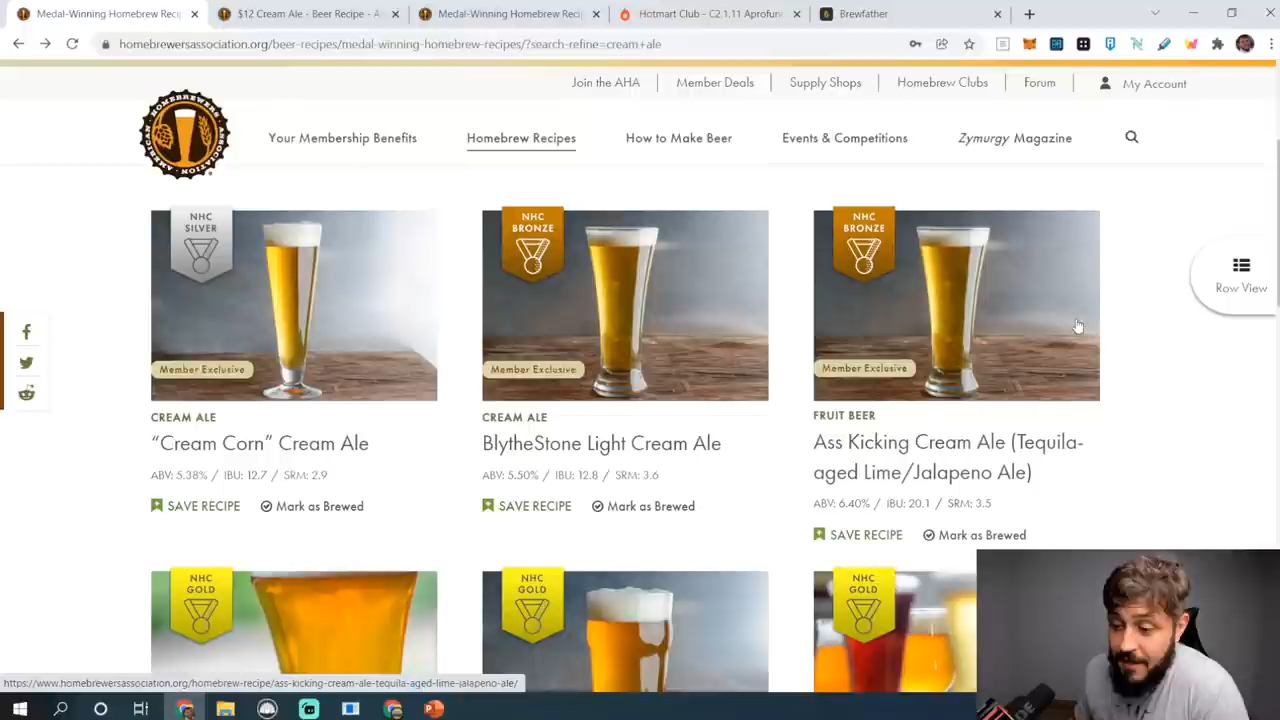 Medal-Winning Homebrew Reci
$12 Cream Ale - Beer Recipe - A
Medal-Winning Homebrew Reci
Hotmart Club - C2.1.11 Aprofun
Brewfather
homebrewersassociation.org/beer-recipes/medal-winning-homebrew-recipes/?search-refine=cream+ale
Join the AHA
Member Deals
Supply Shops
Homebrew Clubs
Forum
My Account
AMERICAN HOMEBREWERS ASSOCIATION
Your Membership Benefits
Homebrew Recipes
How to Make Beer
Events & Competitions
Zymurgy Magazine
NHC
SILVER
NHC
BRONZE
NHC
BRONZE
Row View
Member Exclusive
Member Exclusive
Member Exclusive
CREAM ALE
“Cream Corn” Cream Ale
ABV: 5.38% / IBU: 12.7 / SRM: 2.9
SAVE RECIPE
Mark as Brewed
CREAM ALE
BlytheStone Light Cream Ale
ABV: 5.50% / IBU: 12.8 / SRM: 3.6
SAVE RECIPE
Mark as Brewed
FRUIT BEER
Ass Kicking Cream Ale (Tequila-
aged Lime/Jalapeno Ale)
ABV: 6.40% / IBU: 20.1 / SRM: 3.5
SAVE RECIPE
Mark as Brewed
NHC
GOLD
NHC
GOLD
NHC
GOLD
https://www.homebrewersassociation.org/homebrew-recipe/ass-kicking-cream-ale-tequila-aged-lime-jalapeno-ale/